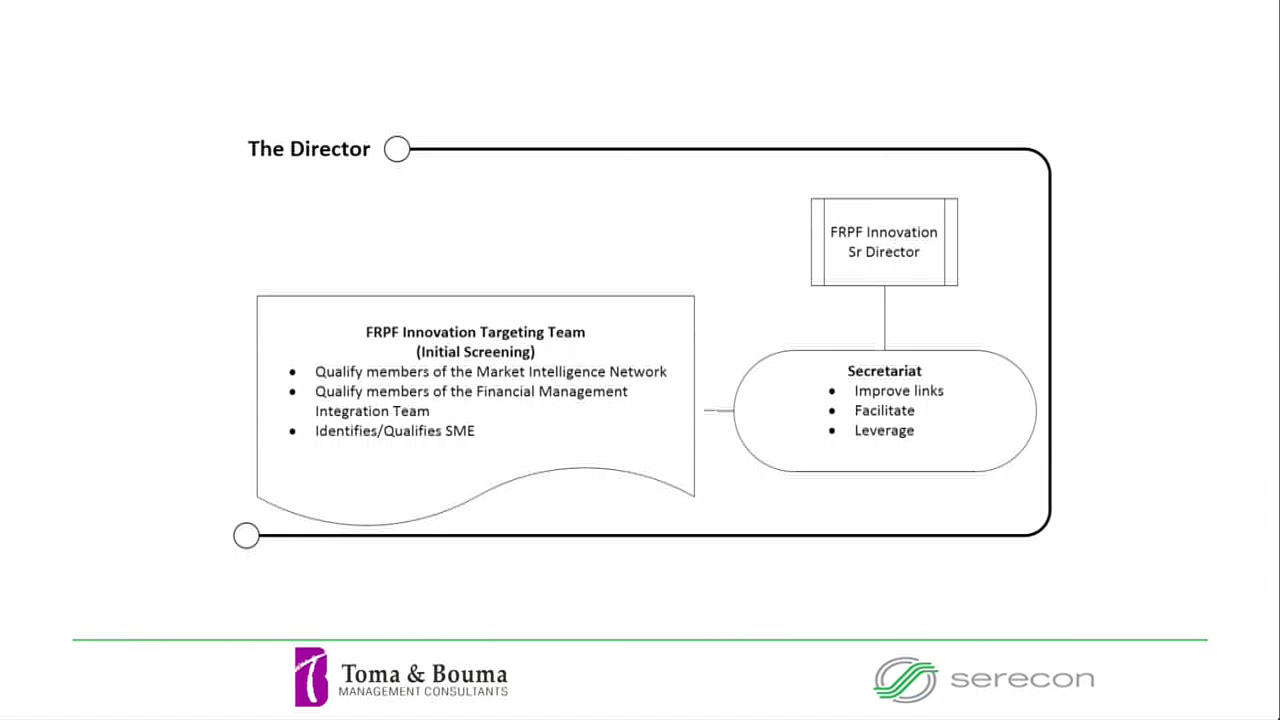 The Director
FRPF Innovation
Sr Director
FRPF Innovation Targeting Team
(Initial Screening)
• Qualify members of the Market Intelligence Network
• Qualify members of the Financial Management
Integration Team
• Identifies/Qualifies SME
Secretariat
• Improve links
• Facilitate
• Leverage
Toma & Bouma
MANAGEMENT CONSULTANTS
serecon